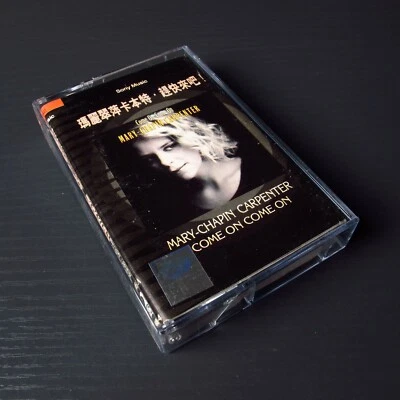 Sony Music
瑪麗翠萍卡本特・趕快來吧！
MARY-CHAPIN CARPENTER
MARY-CHAPIN CARPENTER
COME ON COME ON